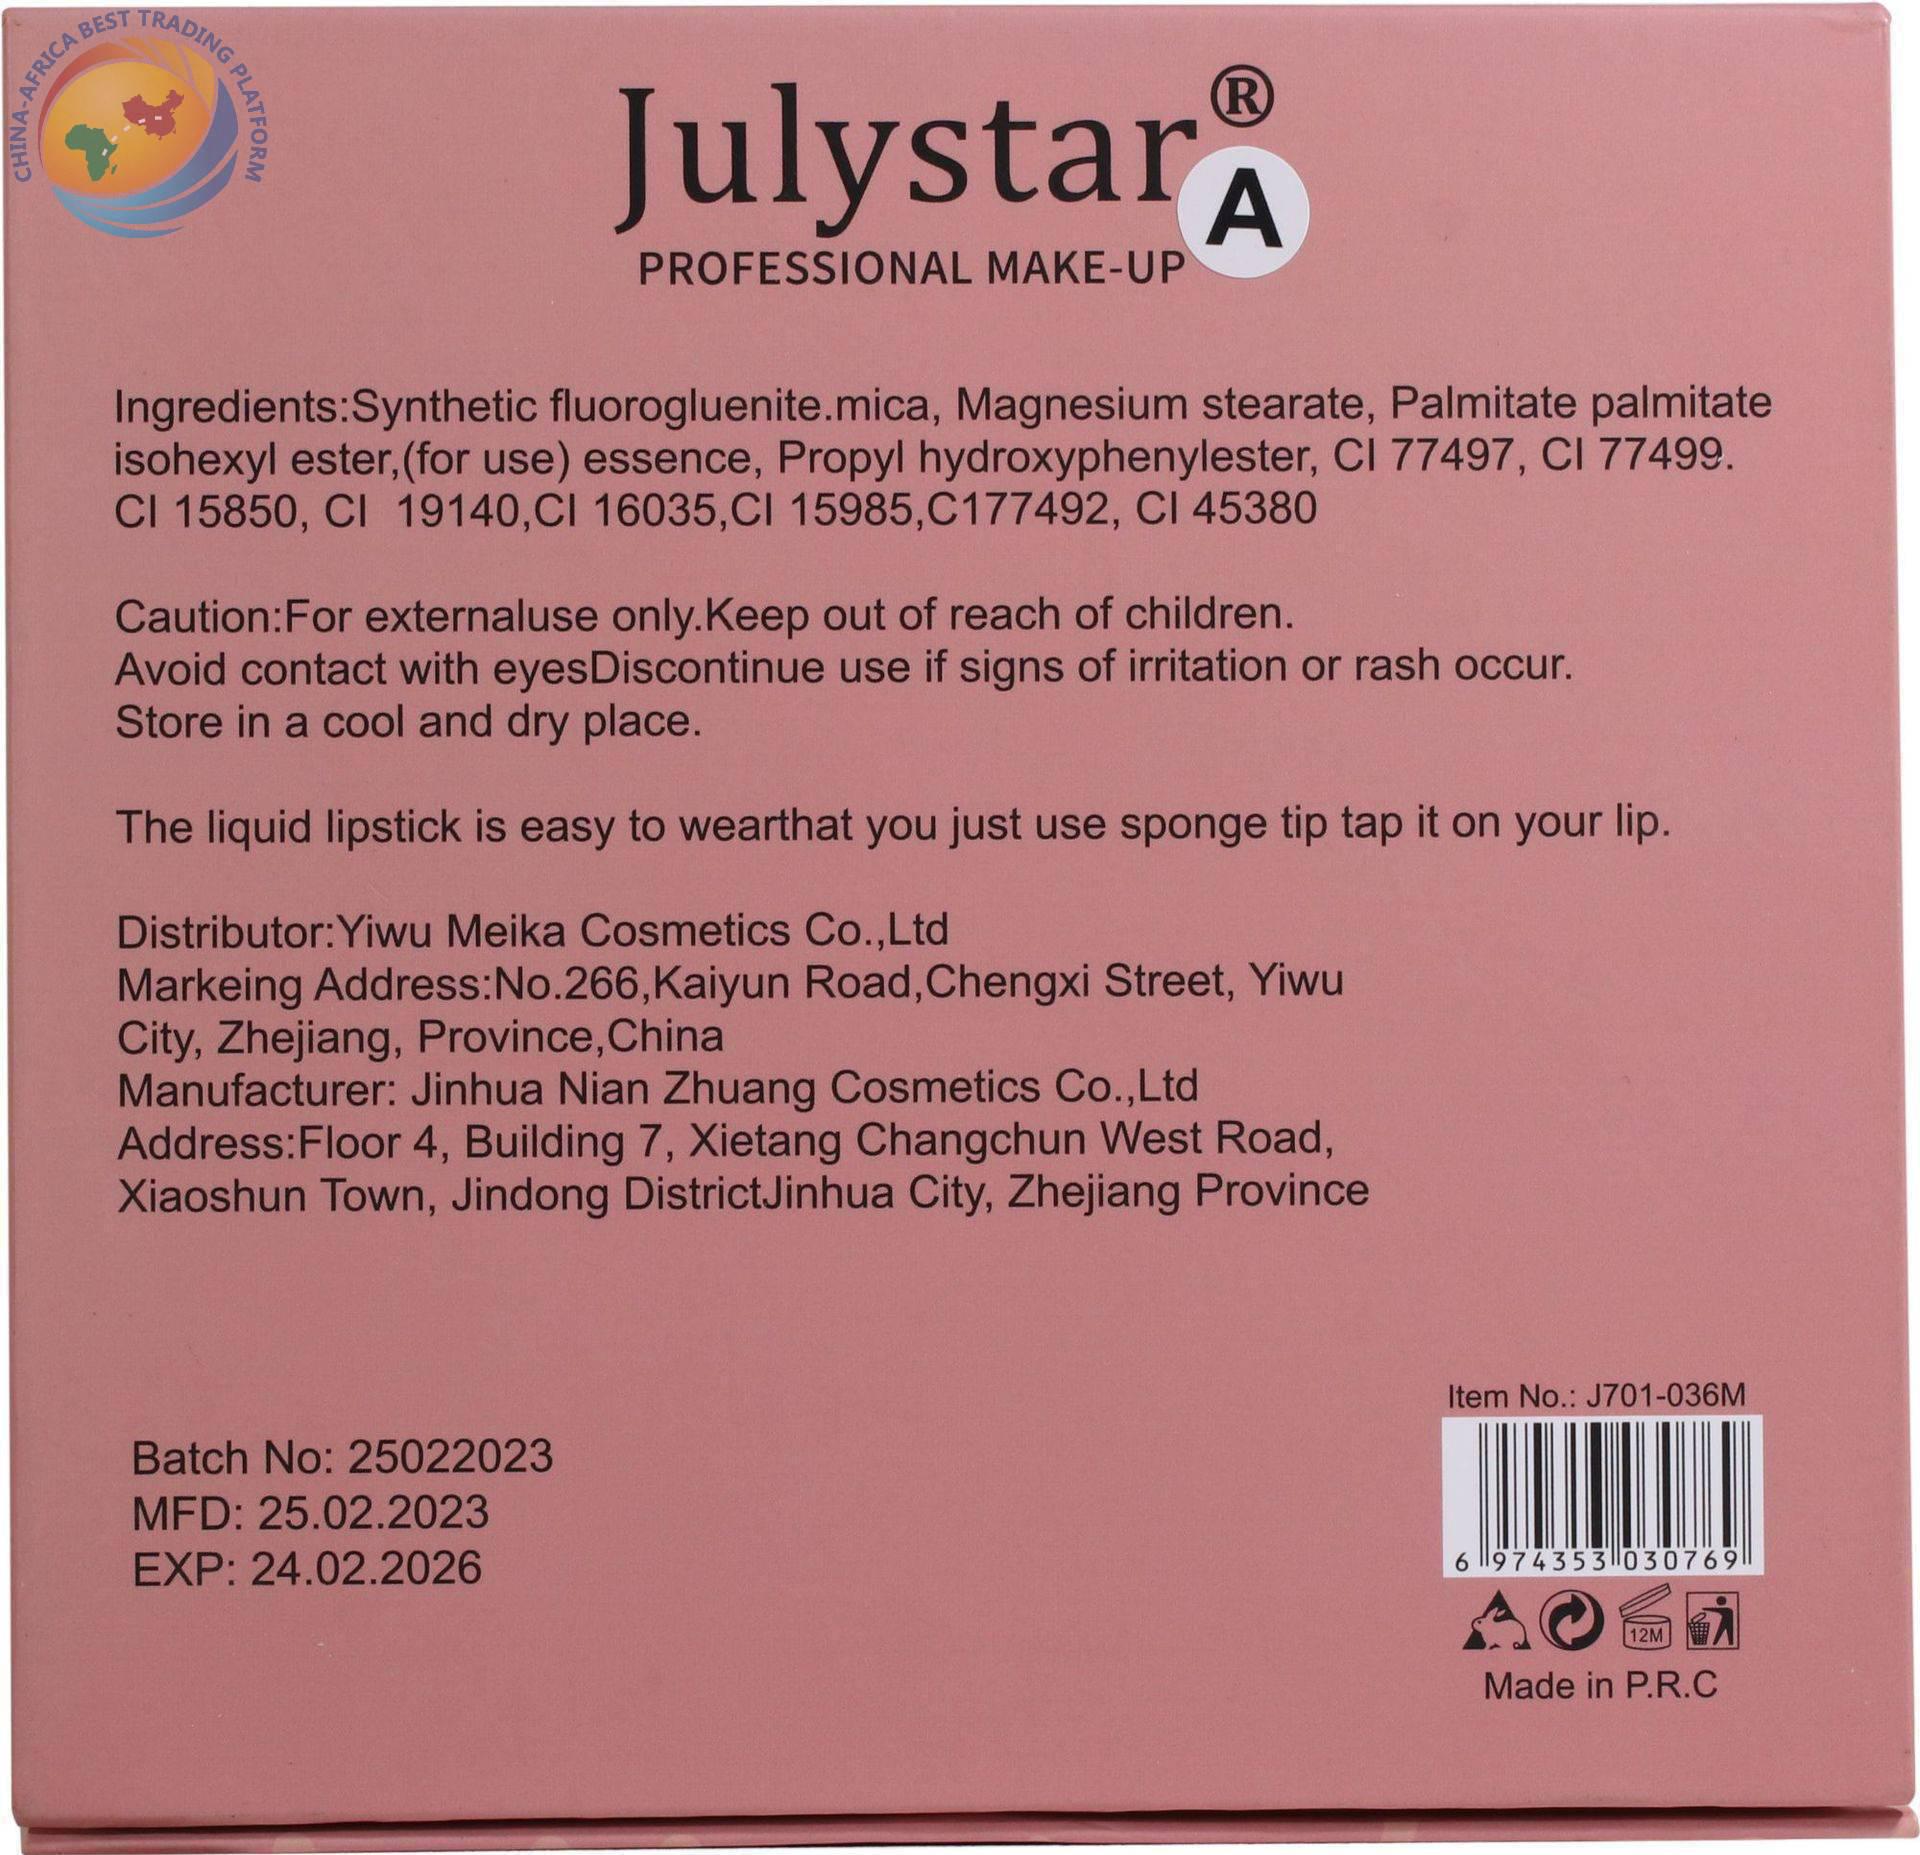 CHINA-AFRICA BEST TRADING PLATFORM
Julystar®
A
PROFESSIONAL MAKE-UP
Ingredients:Synthetic fluorogluenite.mica, Magnesium stearate, Palmitate palmitate
isohexyl ester,(for use) essence, Propyl hydroxyphenylester, CI 77497, CI 77499.
CI 15850, CI  19140,CI 16035,CI 15985,C177492, CI 45380
Caution:For externaluse only.Keep out of reach of children.
Avoid contact with eyesDiscontinue use if signs of irritation or rash occur.
Store in a cool and dry place.
The liquid lipstick is easy to wearthat you just use sponge tip tap it on your lip.
Distributor:Yiwu Meika Cosmetics Co.,Ltd
Markeing Address:No.266,Kaiyun Road,Chengxi Street, Yiwu
City, Zhejiang, Province,China
Manufacturer: Jinhua Nian Zhuang Cosmetics Co.,Ltd
Address:Floor 4, Building 7, Xietang Changchun West Road,
Xiaoshun Town, Jindong DistrictJinhua City, Zhejiang Province
Batch No: 25022023
MFD: 25.02.2023
EXP: 24.02.2026
Item No.: J701-036M
6 974353 030769
12M
Made in P.R.C